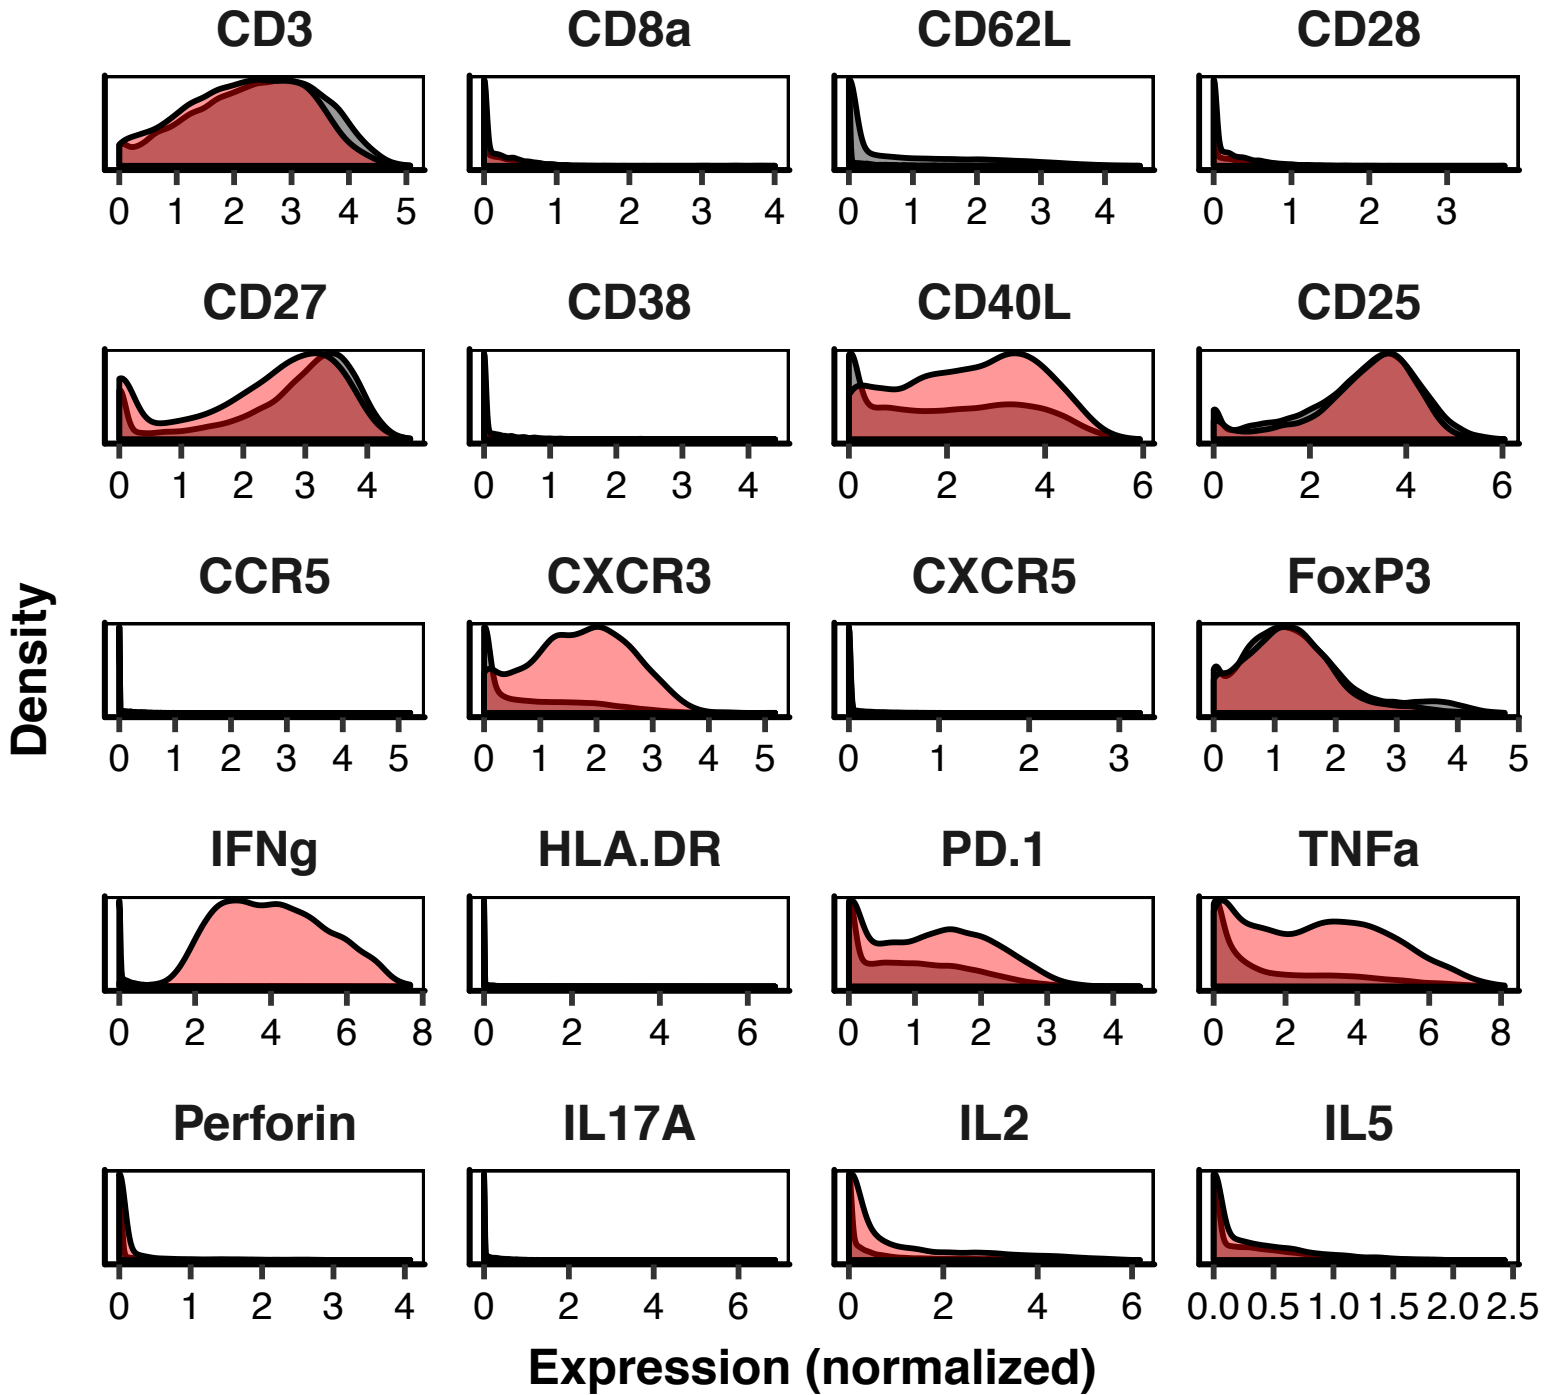 CD3 CD8a CD62L CD28
0 1 2 3 4 5 0 1 2 3 4 0 1 2 3 4 0 1 2 3
CD27 CD38 CD40L CD25
0 1 2 3 4 0 1 2 3 4 0 2 4 6 0 2 4 6
CCR5 CXCR3 CXCR5 FoxP3
0 1 2 3 4 5 0 1 2 3 4 5 0 1 2 3 0 1 2 3 4 5
Density
IFNg HLA.DR PD.1 TNFa
0 2 4 6 8 0 2 4 6 0 1 2 3 4 0 2 4 6 8
Perforin IL17A IL2 IL5
0 1 2 3 4 0 2 4 6 0 2 4 6 0.0 0.5 1.0 1.5 2.0 2.5
Expression (normalized)